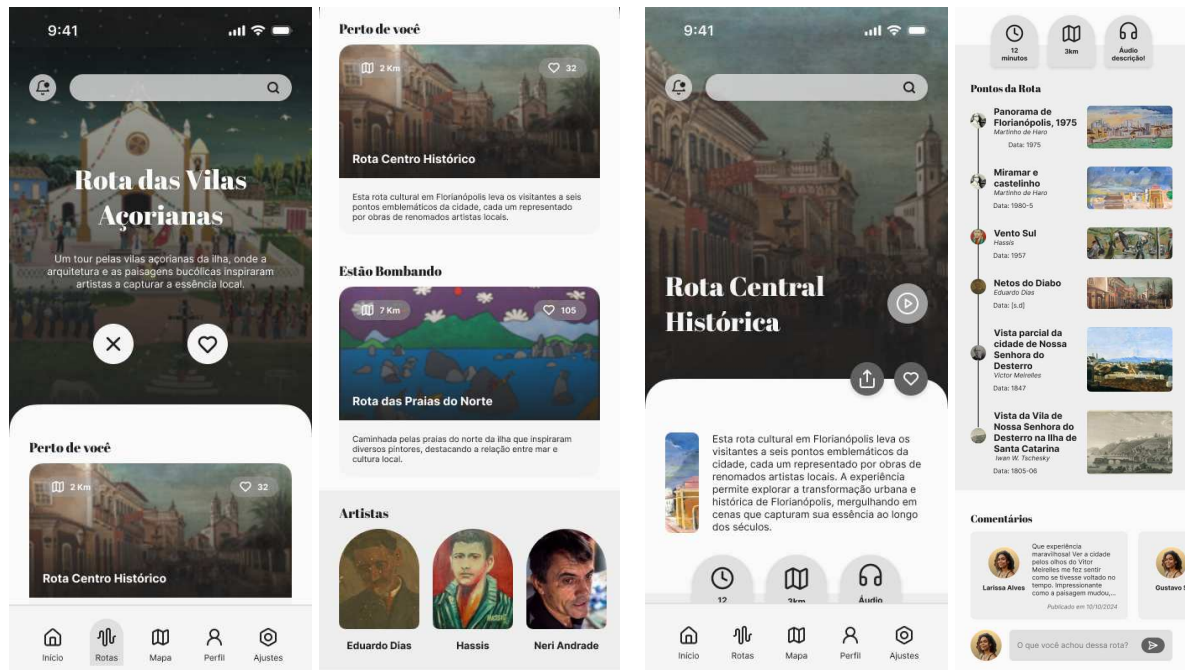 9:41
Rota das Vilas
Açorianas
Um tour pelas vilas açorianas da ilha, onde a
arquitetura e as paisagens bucólicas inspiraram
artistas a capturar a essência local.
Perto de você
2 Km
32
Rota Centro Histórico
Início
Rotas
Mapa
Perfil
Ajustes
Perto de você
2 Km
32
Rota Centro Histórico
Esta rota cultural em Florianópolis leva os visitantes a seis
pontos emblemáticos da cidade, cada um representado
por obras de renomados artistas locais.
Estão Bombando
7 Km
105
Rota das Praias do Norte
Caminhada pelas praias do norte da ilha que inspiraram
diversos pintores, destacando a relação entre mar e
cultura local.
Artistas
Eduardo Dias
Hassis
Neri Andrade
9:41
Rota Central
Histórica
Esta rota cultural em Florianópolis leva os
visitantes a seis pontos emblemáticos da
cidade, cada um representado por obras de
renomados artistas locais. A experiência
permite explorar a transformação urbana e
histórica de Florianópolis, mergulhando em
cenas que capturam sua essência ao longo
dos séculos.
12
3km
Áudio
Início
Rotas
Mapa
Perfil
Ajustes
12
minutos
3km
Áudio
descrição!
Pontos da Rota
Panorama de
Florianópolis, 1975
Martinho de Haro
Data: 1975
Miramar e
castelinho
Martinho de Haro
Data: 1980-5
Vento Sul
Hassis
Data: 1957
Netos do Diabo
Eduardo Dias
Data: [s.d]
Vista parcial da
cidade de Nossa
Senhora do
Desterro
Victor Meirelles
Data: 1847
Vista da Vila de
Nossa Senhora do
Desterro na Ilha de
Santa Catarina
Iwan W. Tschesky
Data: 1805-06
Comentários
Larissa Alves
Que experiência
maravilhosa! Ver a cidade
pelos olhos do Vitor
Meirelles me fez sentir
como se tivesse voltado no
tempo. Impressionante
como a paisagem mudou,...
Publicado em 10/10/2024
Gustavo
O que você achou dessa rota?